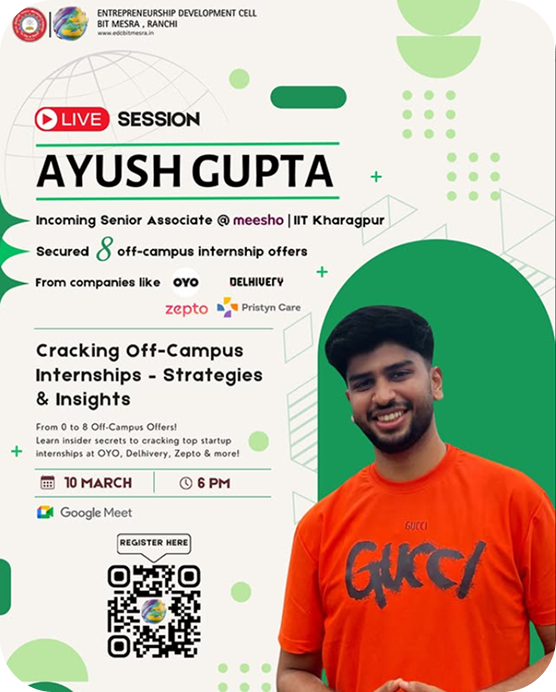 ENTREPRENEURSHIP DEVELOPMENT CELL
BIT MESRA , RANCHI
www.edcbitmesra.in
LIVE SESSION
AYUSH GUPTA
Incoming Senior Associate @ meesho | IIT Kharagpur
Secured 8 off-campus internship offers
From companies like OYO DELHIVERY
zepto Pristyn Care
Cracking Off-Campus
Internships - Strategies
& Insights
From 0 to 8 Off-Campus Offers!
Learn insider secrets to cracking top startup
internships at OYO, Delhivery, Zepto & more!
10 MARCH 6 PM
Google Meet
REGISTER HERE
GUCCI
GUCCI